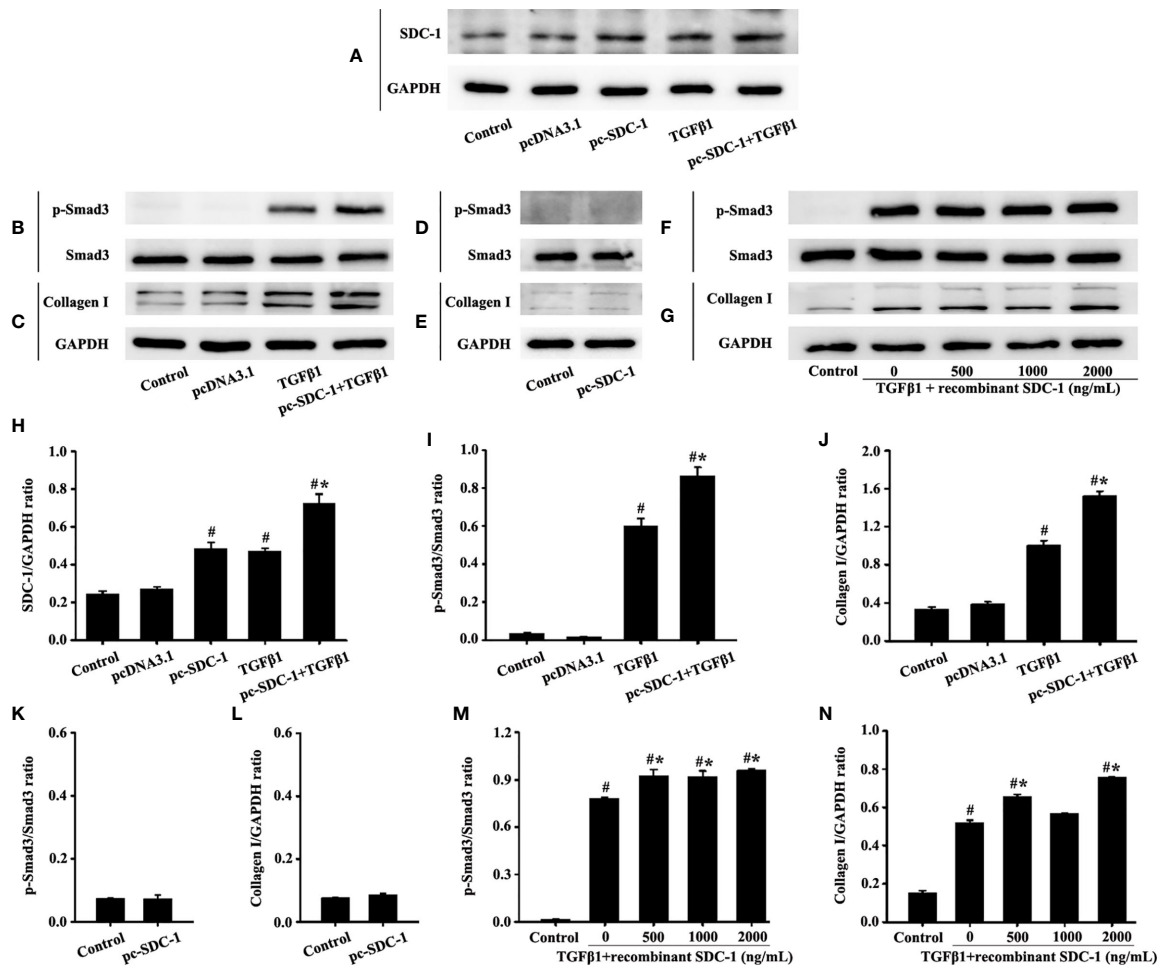 A
SDC-1
GAPDH
Control pcDNA3.1 pc-SDC-1 TGFβ1 pc-SDC-1+TGFβ1
B
p-Smad3
Smad3
C
Collagen I
GAPDH
Control pcDNA3.1 TGFβ1 pc-SDC-1+TGFβ1
D
p-Smad3
Smad3
E
Collagen I
GAPDH
Control pc-SDC-1
F
p-Smad3
Smad3
G
Collagen I
GAPDH
Control 0 500 1000 2000
TGFβ1 + recombinant SDC-1 (ng/mL)
H
SDC-1/GAPDH ratio
1.0
0.8
0.6
0.4
0.2
0.0
# # #*
Control pcDNA3.1 pc-SDC-1 TGFβ1 pc-SDC-1+TGFβ1
I
p-Smad3/Smad3 ratio
1.0
0.8
0.6
0.4
0.2
0.0
# #*
Control pcDNA3.1 TGFβ1 pc-SDC-1+TGFβ1
J
Collagen I/GAPDH ratio
2.0
1.6
1.2
0.8
0.4
0.0
# #*
Control pcDNA3.1 TGFβ1 pc-SDC-1+TGFβ1
K
p-Smad3/Smad3 ratio
0.6
0.4
0.2
0.0
Control pc-SDC-1
L
Collagen I/GAPDH ratio
0.6
0.4
0.2
0.0
Control pc-SDC-1
M
p-Smad3/Smad3 ratio
1.2
0.9
0.6
0.3
0.0
# #* #* #*
Control 0 500 1000 2000
TGFβ1+recombinant SDC-1 (ng/mL)
N
Collagen I/GAPDH ratio
1.0
0.8
0.6
0.4
0.2
0.0
# #* #*
Control 0 500 1000 2000
TGFβ1+recombinant SDC-1 (ng/mL)